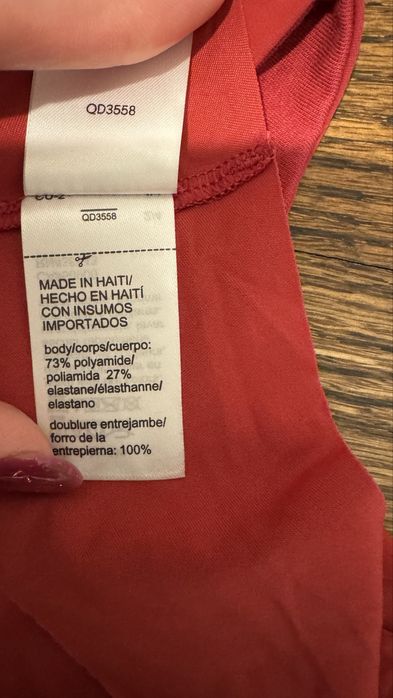 QD3558
QD3558
MADE IN HAITI/
HECHO EN HAITÍ
CON INSUMOS
IMPORTADOS
body/corps/cuerpo:
73% polyamide/
poliamida 27%
elastane/élasthanne/
elastano
doublure entrejambe/
forro de la
entrepierna: 100%